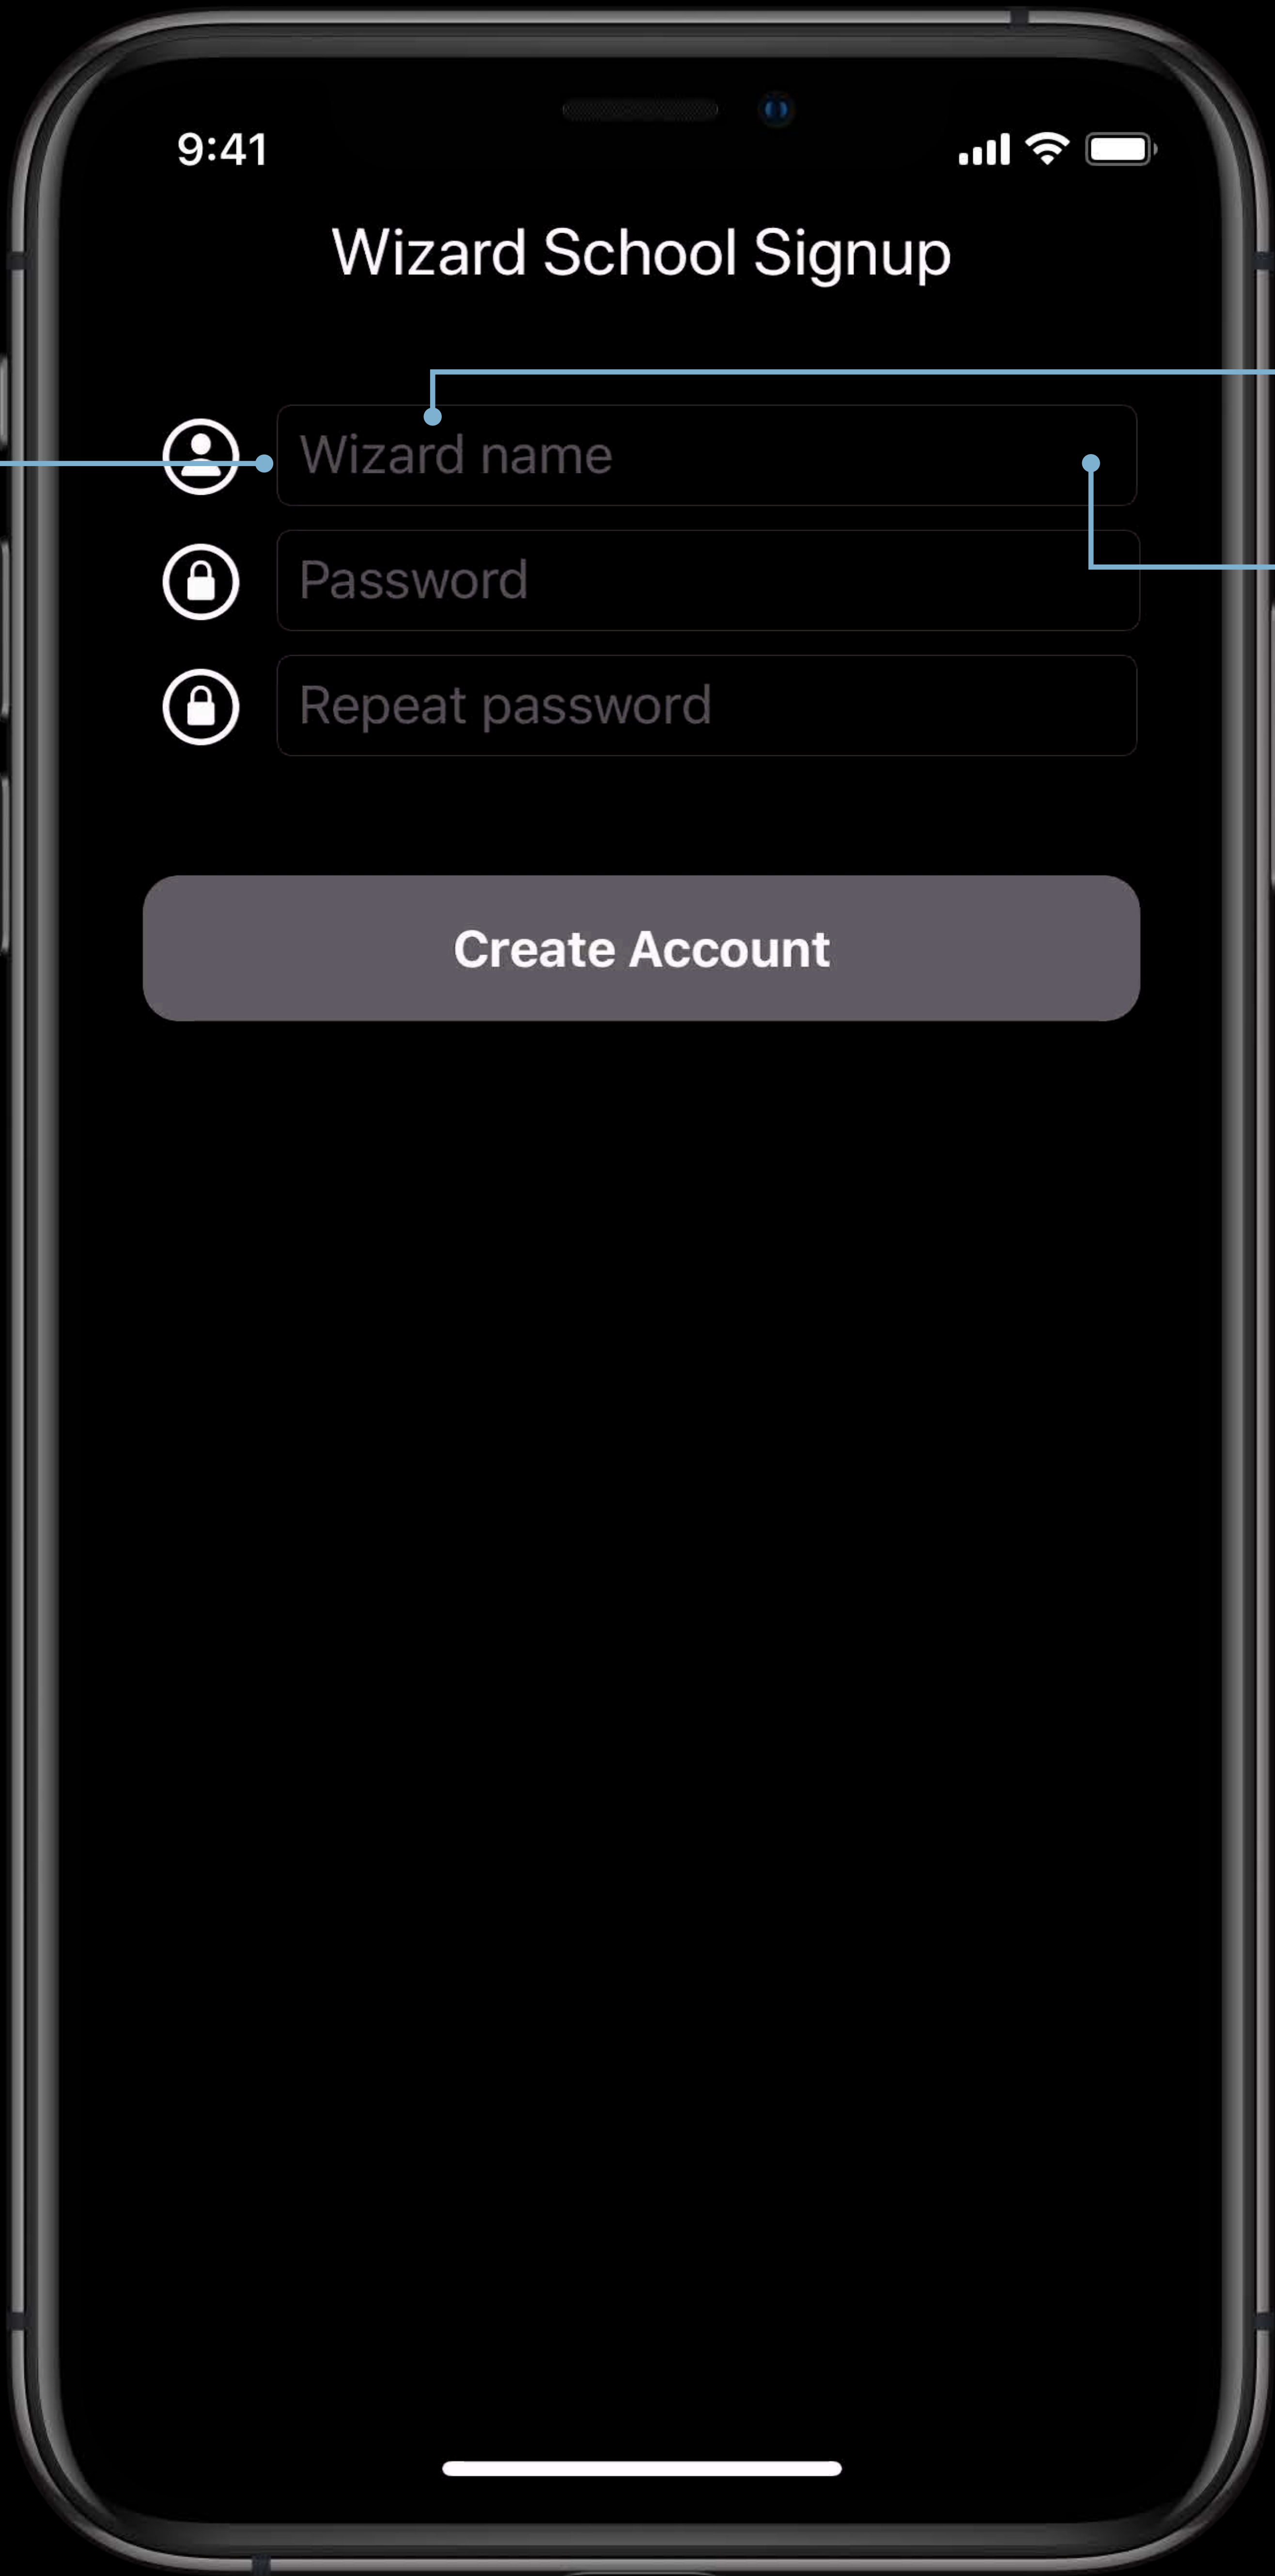 9:41
Wizard School Signup
Wizard name
Password
Repeat password
Create Account